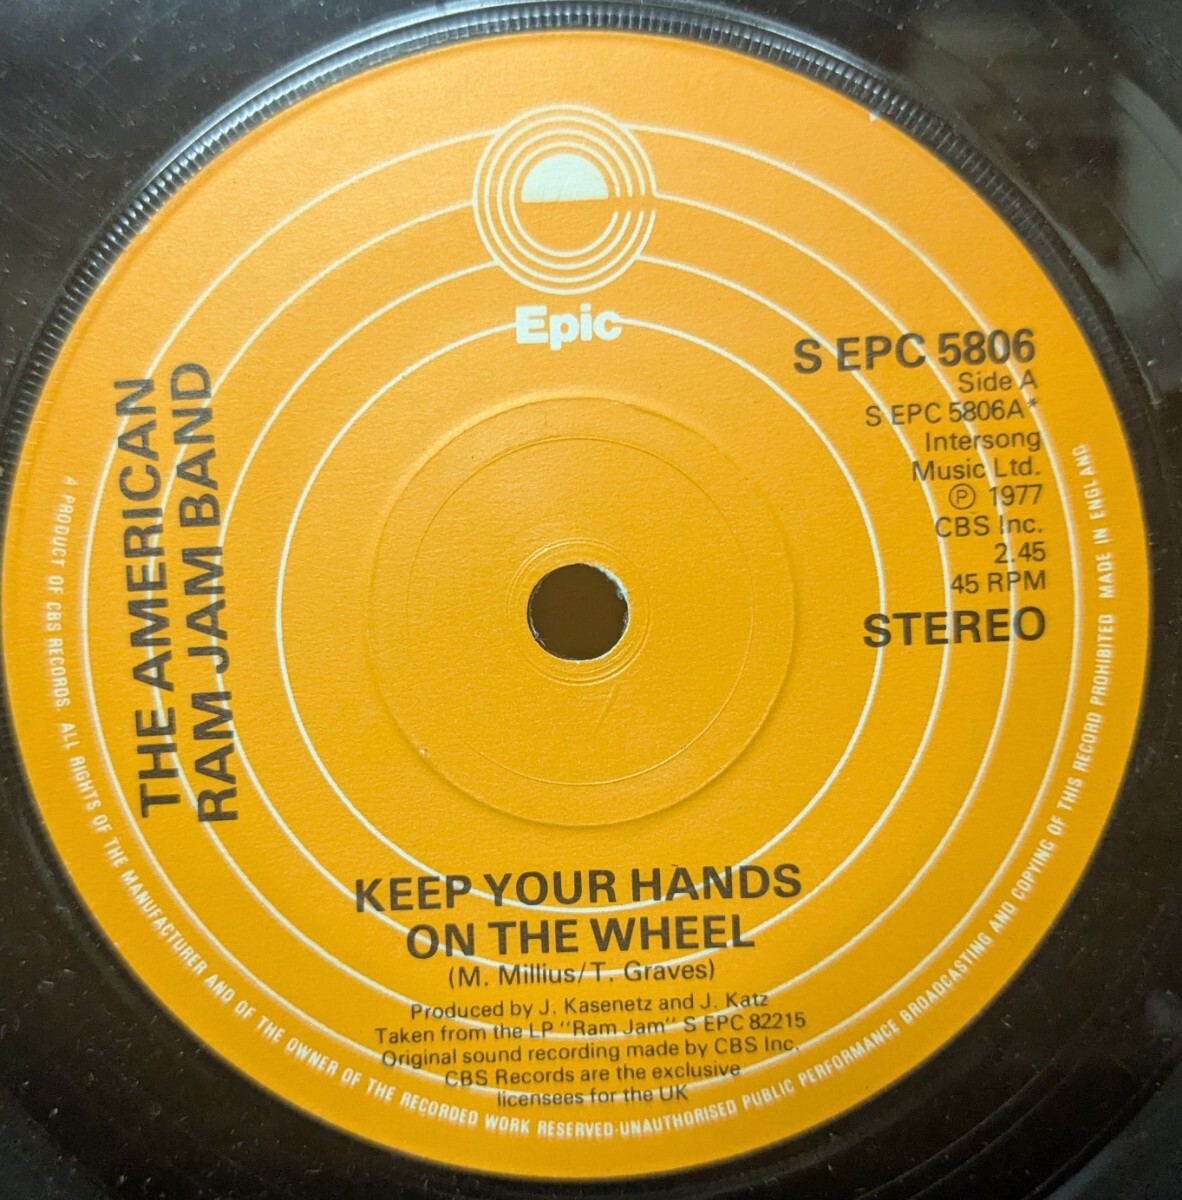 Epic
S EPC 5806
Side A
S EPC 5806A*
Intersong
Music Ltd.
℗ 1977
CBS Inc.
2.45
45 RPM
STEREO
THE AMERICAN
RAM JAM BAND
KEEP YOUR HANDS
ON THE WHEEL
(M. Millius/T. Graves)
Produced by J. Kasenetz and J. Katz
Taken from the LP "Ram Jam" S EPC 82215
Original sound recording made by CBS Inc.
CBS Records are the exclusive
licensees for the UK
A PRODUCT OF CBS RECORDS. ALL RIGHTS OF THE MANUFACTURER AND OF THE OWNER OF THE RECORDED WORK RESERVED·UNAUTHORISED PUBLIC PERFORMANCE BROADCASTING AND COPYING OF THIS RECORD PROHIBITED MADE IN ENGLAND